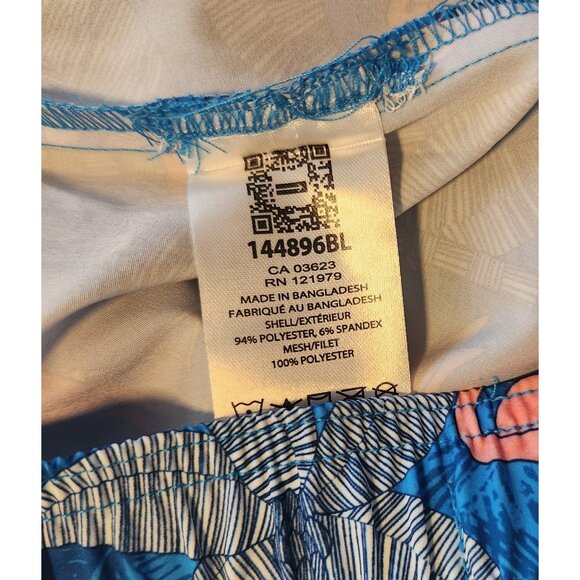 144896BL
CA 03623
RN 121979
MADE IN BANGLADESH
FABRIQUÉ AU BANGLADESH
SHELL/EXTÉRIEUR
94% POLYESTER, 6% SPANDEX
MESH/FILET
100% POLYESTER